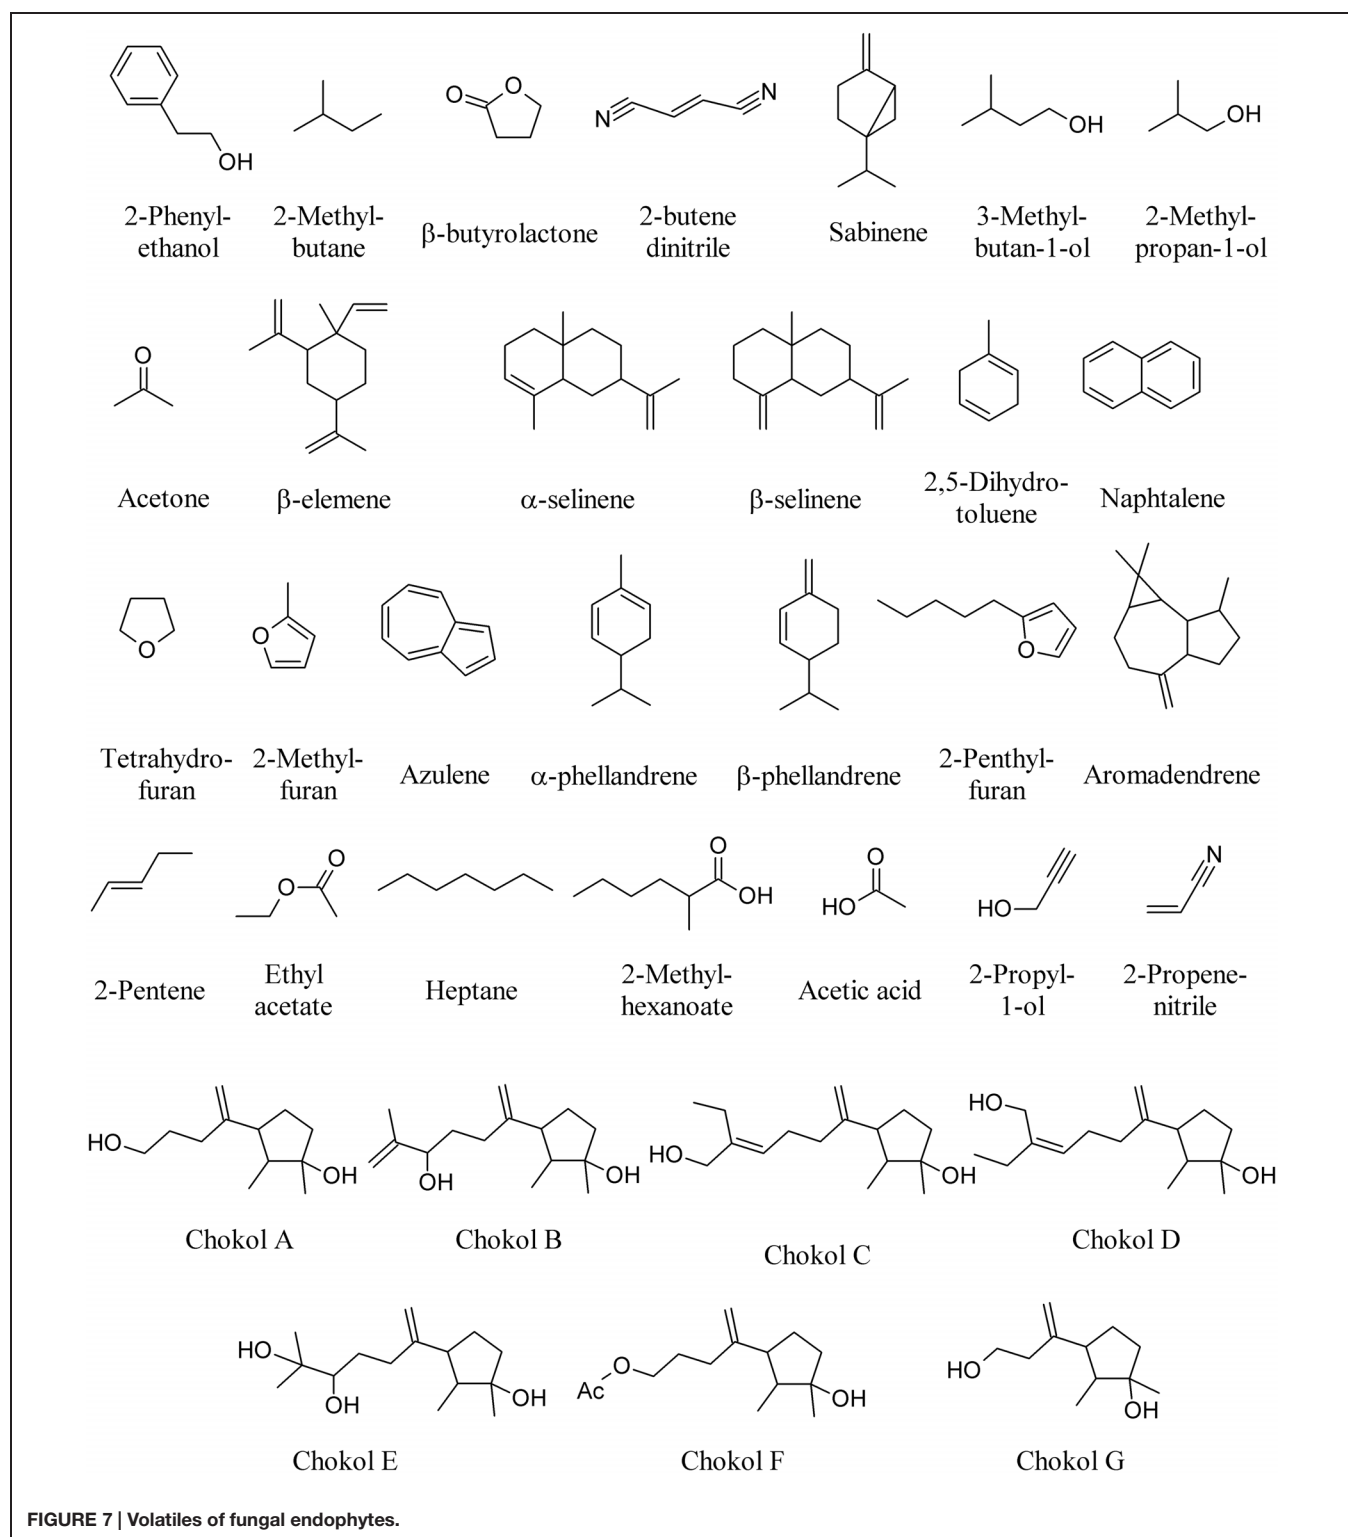 OH
O
O
N
N
OH
OH
2-Phenyl-
ethanol
2-Methyl-
butane
β-butyrolactone
2-butene
dinitrile
Sabinene
3-Methyl-
butan-1-ol
2-Methyl-
propan-1-ol
O
Acetone
β-elemene
α-selinene
β-selinene
2,5-Dihydro-
toluene
Naphtalene
O
O
O
Tetrahydro-
furan
2-Methyl-
furan
Azulene
α-phellandrene
β-phellandrene
2-Penthyl-
furan
Aromadendrene
O
O
O
OH
O
HO
HO
N
2-Pentene
Ethyl
acetate
Heptane
2-Methyl-
hexanoate
Acetic acid
2-Propyl-
1-ol
2-Propene-
nitrile
HO
OH
OH
OH
HO
OH
HO
OH
Chokol A
Chokol B
Chokol C
Chokol D
HO
OH
OH
Ac
O
OH
HO
OH
Chokol E
Chokol F
Chokol G
FIGURE 7 | Volatiles of fungal endophytes.